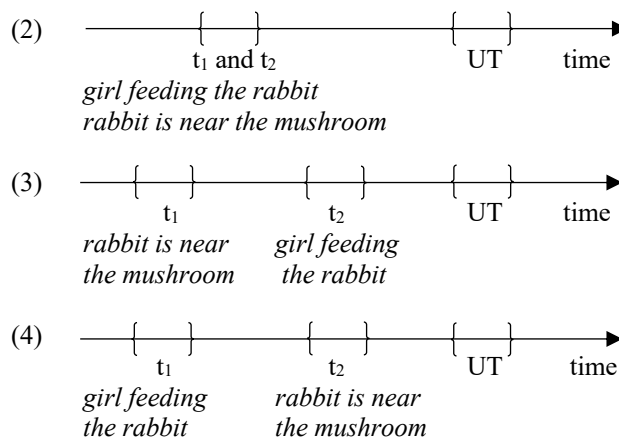 (2)
t₁ and t₂ UT time
girl feeding the rabbit
rabbit is near the mushroom
(3)
t₁ t₂ UT time
rabbit is near girl feeding
the mushroom the rabbit
(4)
t₁ t₂ UT time
girl feeding rabbit is near
the rabbit the mushroom